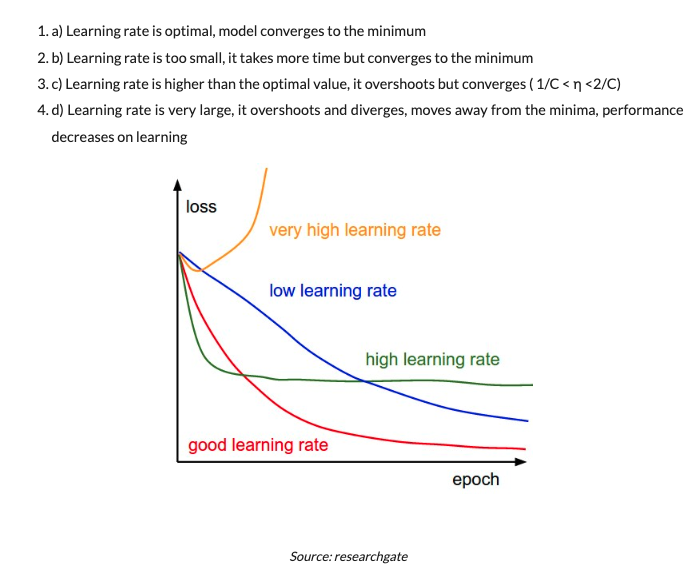 1. a) Learning rate is optimal, model converges to the minimum
2. b) Learning rate is too small, it takes more time but converges to the minimum
3. c) Learning rate is higher than the optimal value, it overshoots but converges ( 1/C < η <2/C)
4. d) Learning rate is very large, it overshoots and diverges, moves away from the minima, performance
decreases on learning
loss
very high learning rate
low learning rate
high learning rate
good learning rate
epoch
Source: researchgate